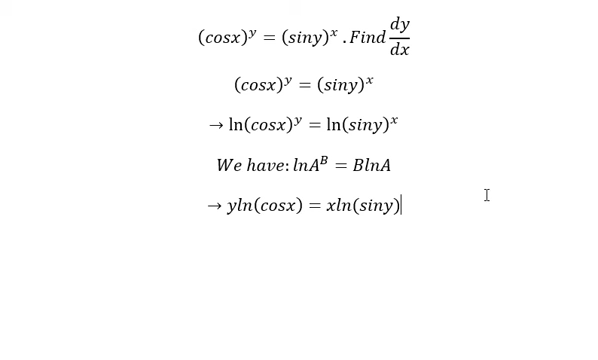 (cosx)^y = (siny)^x . Find dy/dx
(cosx)^y = (siny)^x
→ ln(cosx)^y = ln(siny)^x
We have: lnA^B = BlnA
→ yln(cosx) = xln(siny)